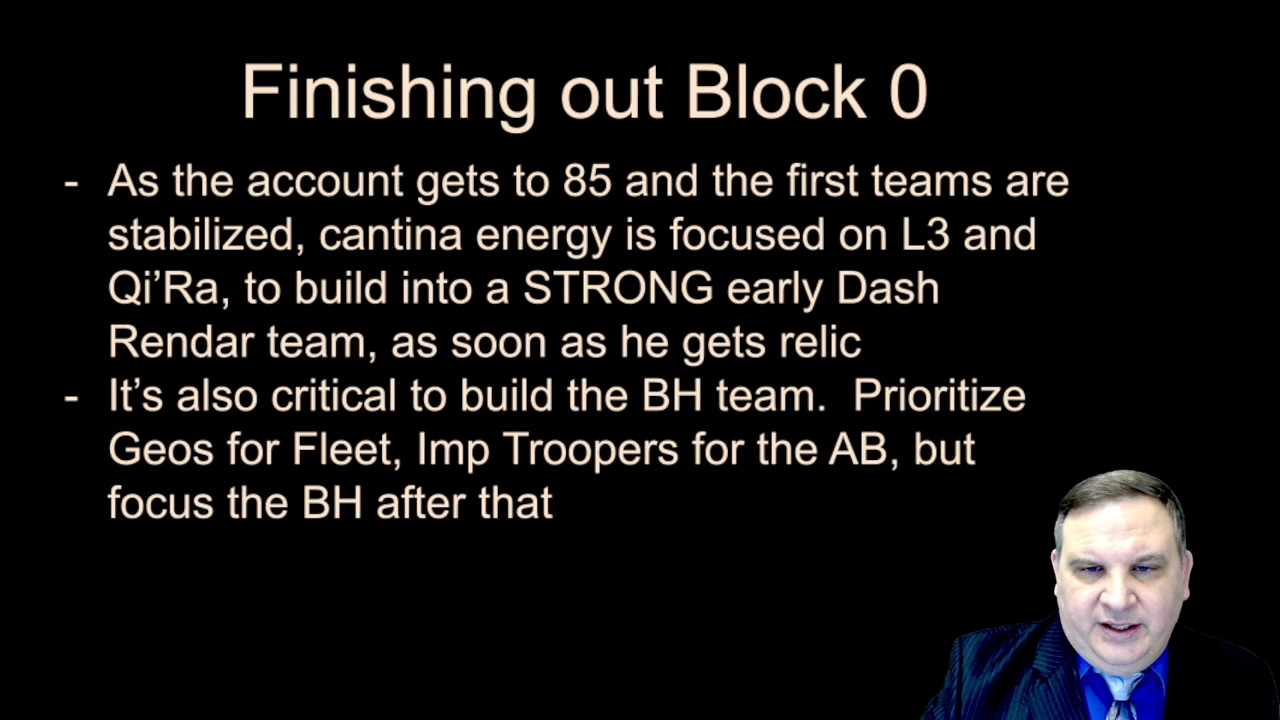 Finishing out Block 0
- As the account gets to 85 and the first teams are
stabilized, cantina energy is focused on L3 and
Qi’Ra, to build into a STRONG early Dash
Rendar team, as soon as he gets relic
- It’s also critical to build the BH team.  Prioritize
Geos for Fleet, Imp Troopers for the AB, but
focus the BH after that